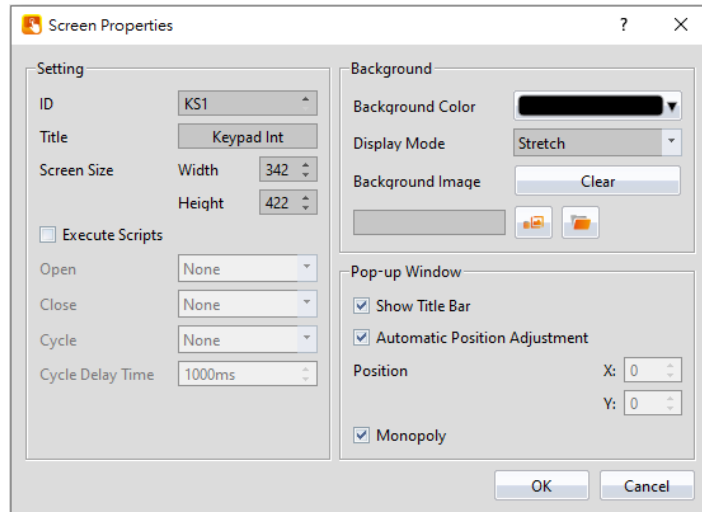 Screen Properties
?
Setting
ID KS1
Title Keypad Int
Screen Size Width 342
Height 422
Execute Scripts
Open None
Close None
Cycle None
Cycle Delay Time 1000ms
Background
Background Color
Display Mode Stretch
Background Image Clear
Pop-up Window
Show Title Bar
Automatic Position Adjustment
Position X: 0
Y: 0
Monopoly
OK Cancel